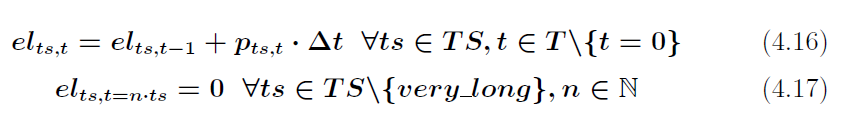 el_{ts,t} = el_{ts,t−1} + p_{ts,t} · Δt ∀ts ∈ TS, t ∈ T\{t = 0} (4.16)
el_{ts,t=n·ts} = 0 ∀ts ∈ TS\{very_long}, n ∈ ℕ (4.17)